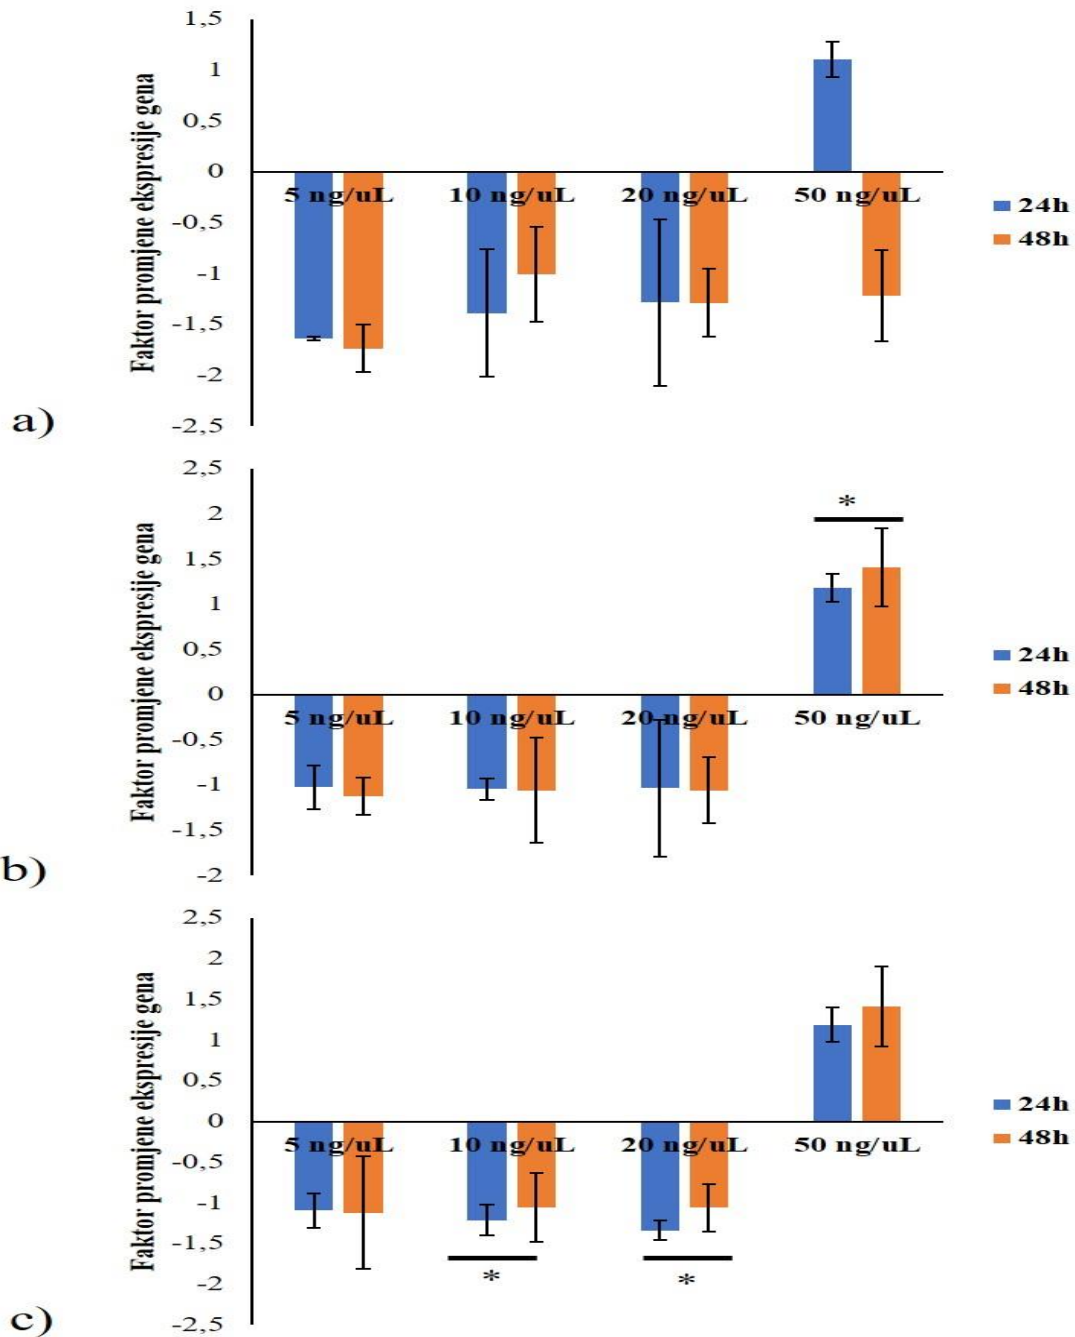 a)
Faktor promjene ekspresije gena
1,5
1
0,5
0
-0,5
-1
-1,5
-2
-2,5
5 ng/uL 10 ng/uL 20 ng/uL 50 ng/uL
24h
48h
b)
Faktor promjene ekspresije gena
2,5
2
1,5
1
0,5
0
-0,5
-1
-1,5
-2
5 ng/uL 10 ng/uL 20 ng/uL 50 ng/uL
*
24h
48h
c)
Faktor promjene ekspresije gena
2,5
2
1,5
1
0,5
0
-0,5
-1
-1,5
-2
-2,5
5 ng/uL 10 ng/uL 20 ng/uL 50 ng/uL
* *
24h
48h